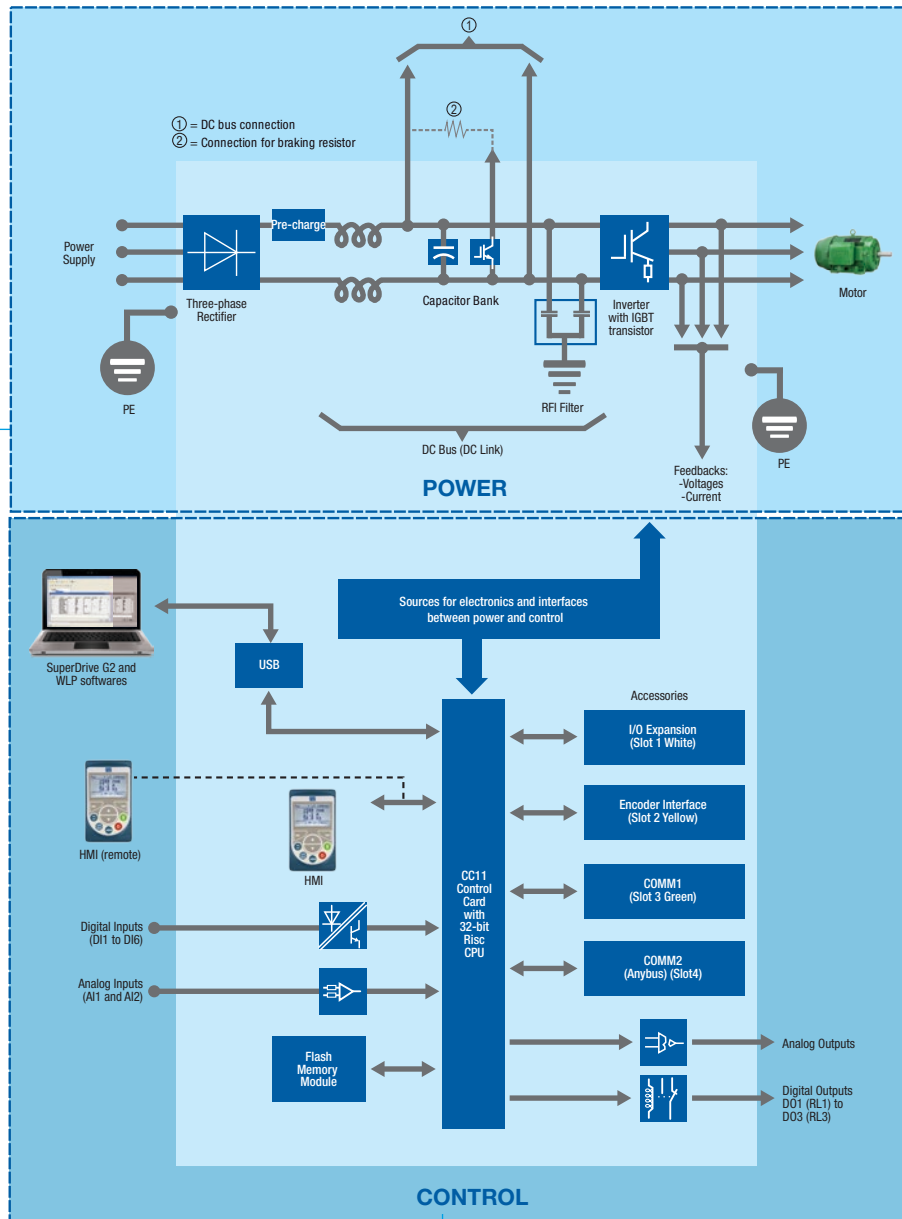 ①
① = DC bus connection
② = Connection for braking resistor
②
Pre-charge
Power
Supply
Three-phase
Rectifier
Capacitor Bank
Inverter
with IGBT
transistor
Motor
PE
RFI Filter
PE
DC Bus (DC Link)
Feedbacks:
-Voltages
-Current
POWER
Sources for electronics and interfaces
between power and control
SuperDrive G2 and
WLP softwares
USB
Accessories
I/O Expansion
(Slot 1 White)
HMI (remote)
HMI
Encoder Interface
(Slot 2 Yellow)
CC11
Control
Card
with
32-bit
Risc
CPU
COMM1
(Slot 3 Green)
Digital Inputs
(DI1 to DI6)
COMM2
(Anybus) (Slot4)
Analog Inputs
(AI1 and AI2)
Flash
Memory
Module
Analog Outputs
Digital Outputs
DO1 (RL1) to
DO3 (RL3)
CONTROL